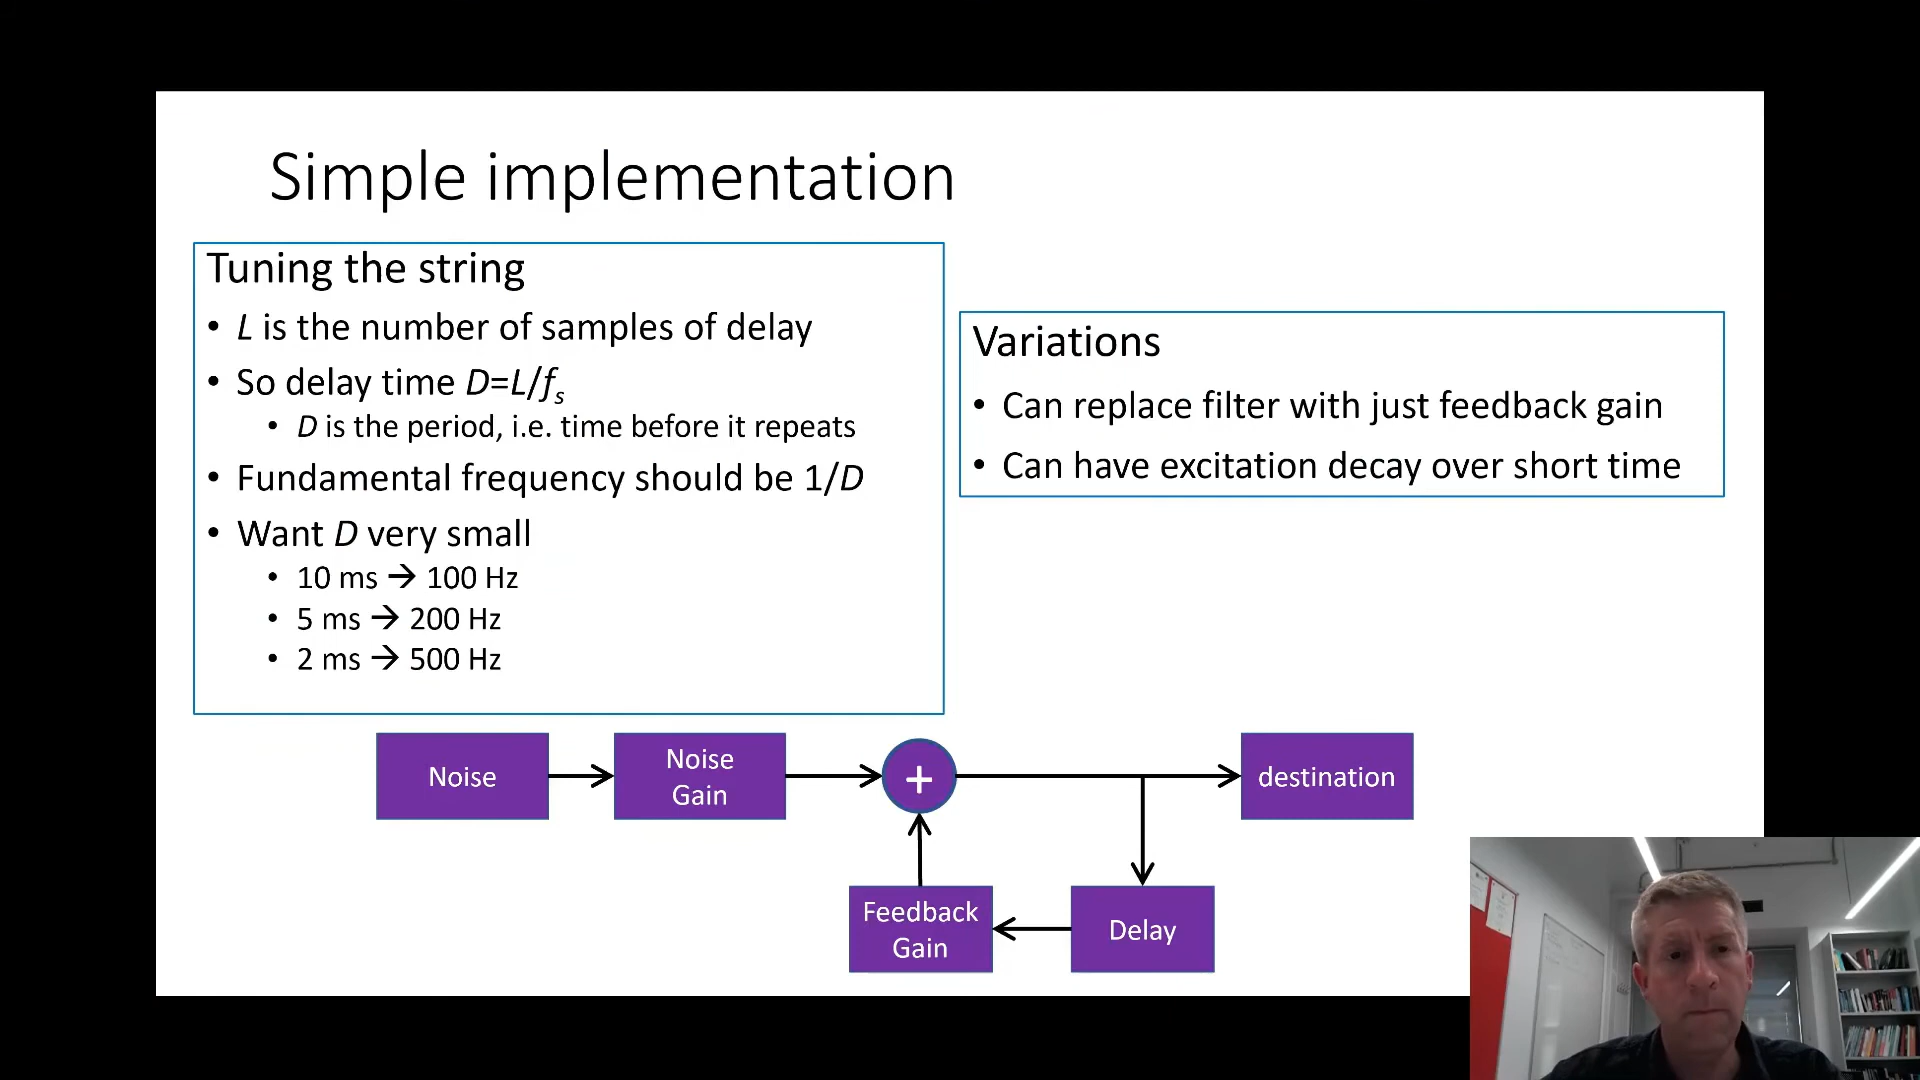 Simple implementation
Tuning the string
• L is the number of samples of delay
• So delay time D=L/fs
• D is the period, i.e. time before it repeats
• Fundamental frequency should be 1/D
• Want D very small
• 10 ms → 100 Hz
• 5 ms → 200 Hz
• 2 ms → 500 Hz
Variations
• Can replace filter with just feedback gain
• Can have excitation decay over short time
Noise
Noise
Gain
+
destination
Feedback
Gain
Delay